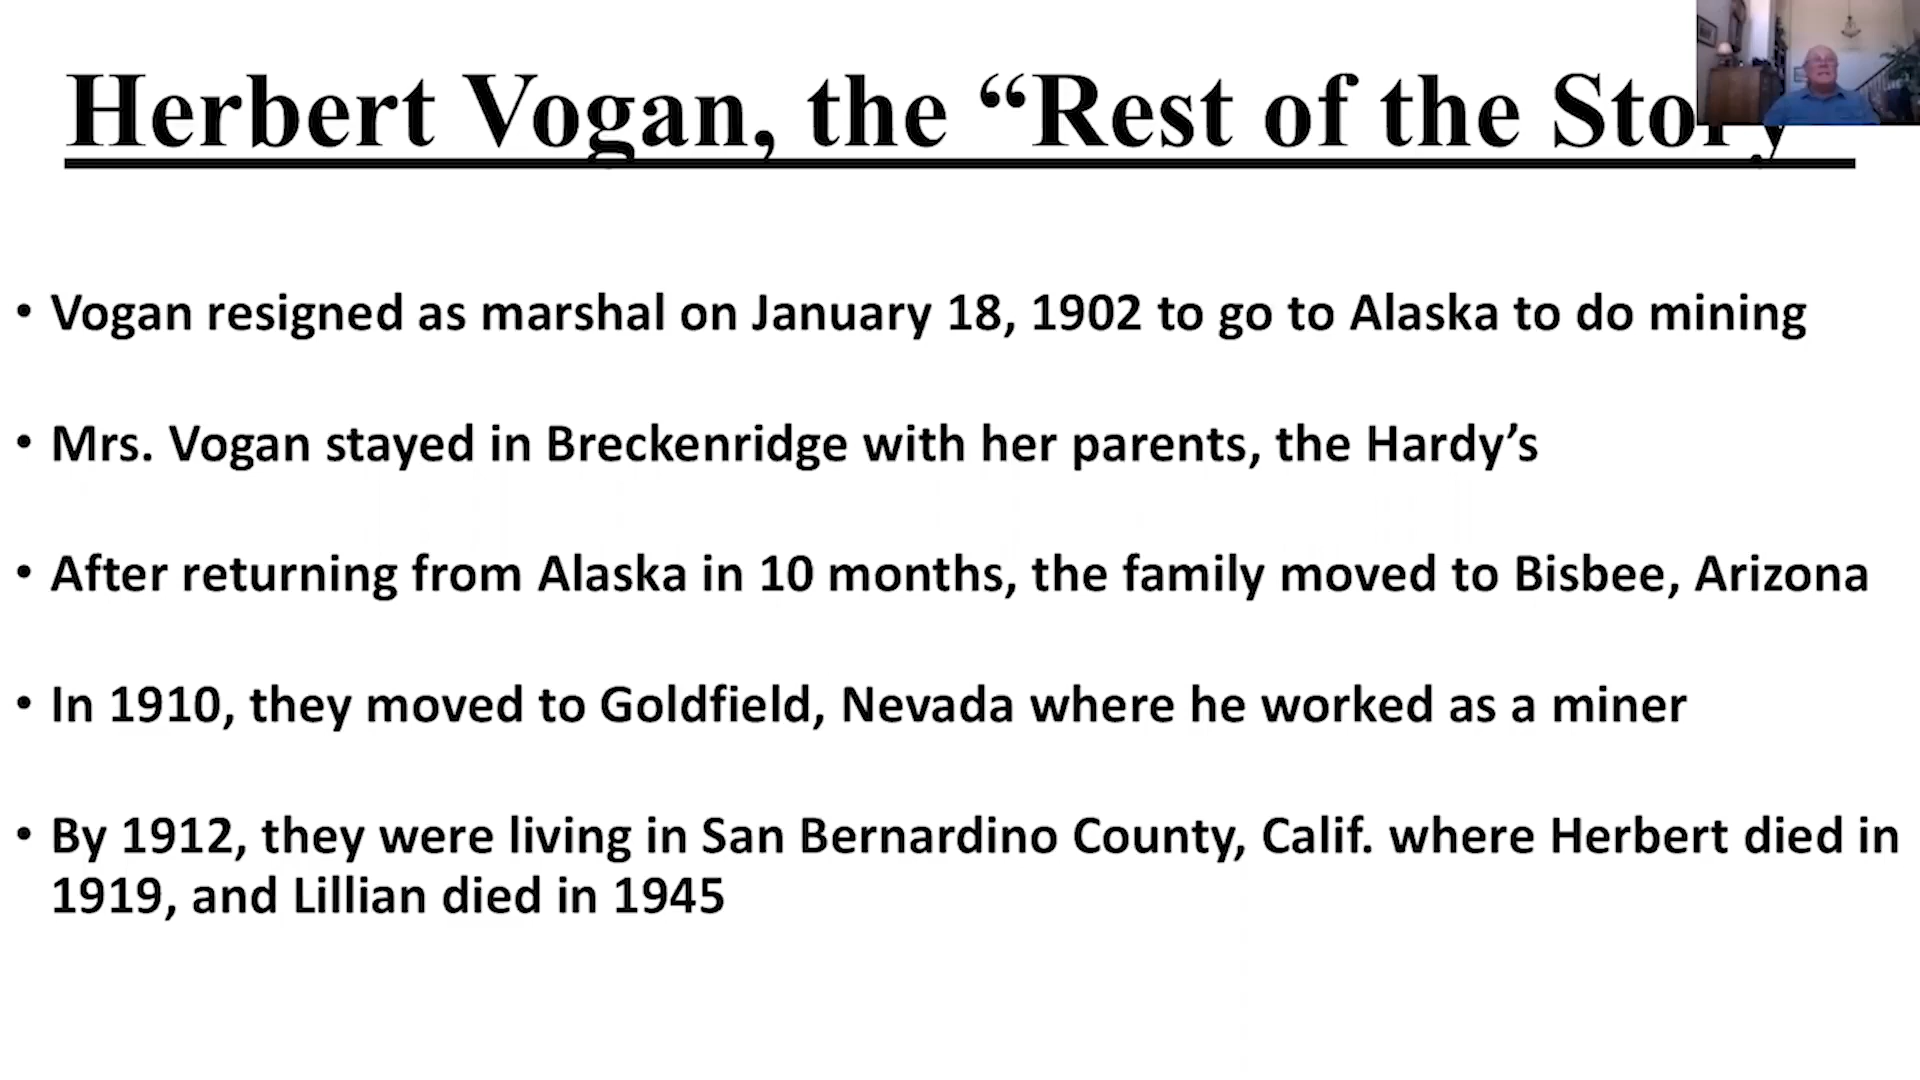 Herbert Vogan, the “Rest of the Story
• Vogan resigned as marshal on January 18, 1902 to go to Alaska to do mining
• Mrs. Vogan stayed in Breckenridge with her parents, the Hardy’s
• After returning from Alaska in 10 months, the family moved to Bisbee, Arizona
• In 1910, they moved to Goldfield, Nevada where he worked as a miner
• By 1912, they were living in San Bernardino County, Calif. where Herbert died in
1919, and Lillian died in 1945